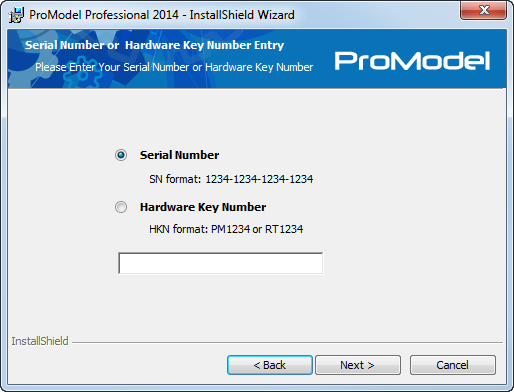 ProModel Professional 2014 - InstallShield Wizard
Serial Number or Hardware Key Number Entry
Please Enter Your Serial Number or Hardware Key Number
ProModel
Serial Number
SN format: 1234-1234-1234-1234
Hardware Key Number
HKN format: PM1234 or RT1234
InstallShield
< Back
Next >
Cancel